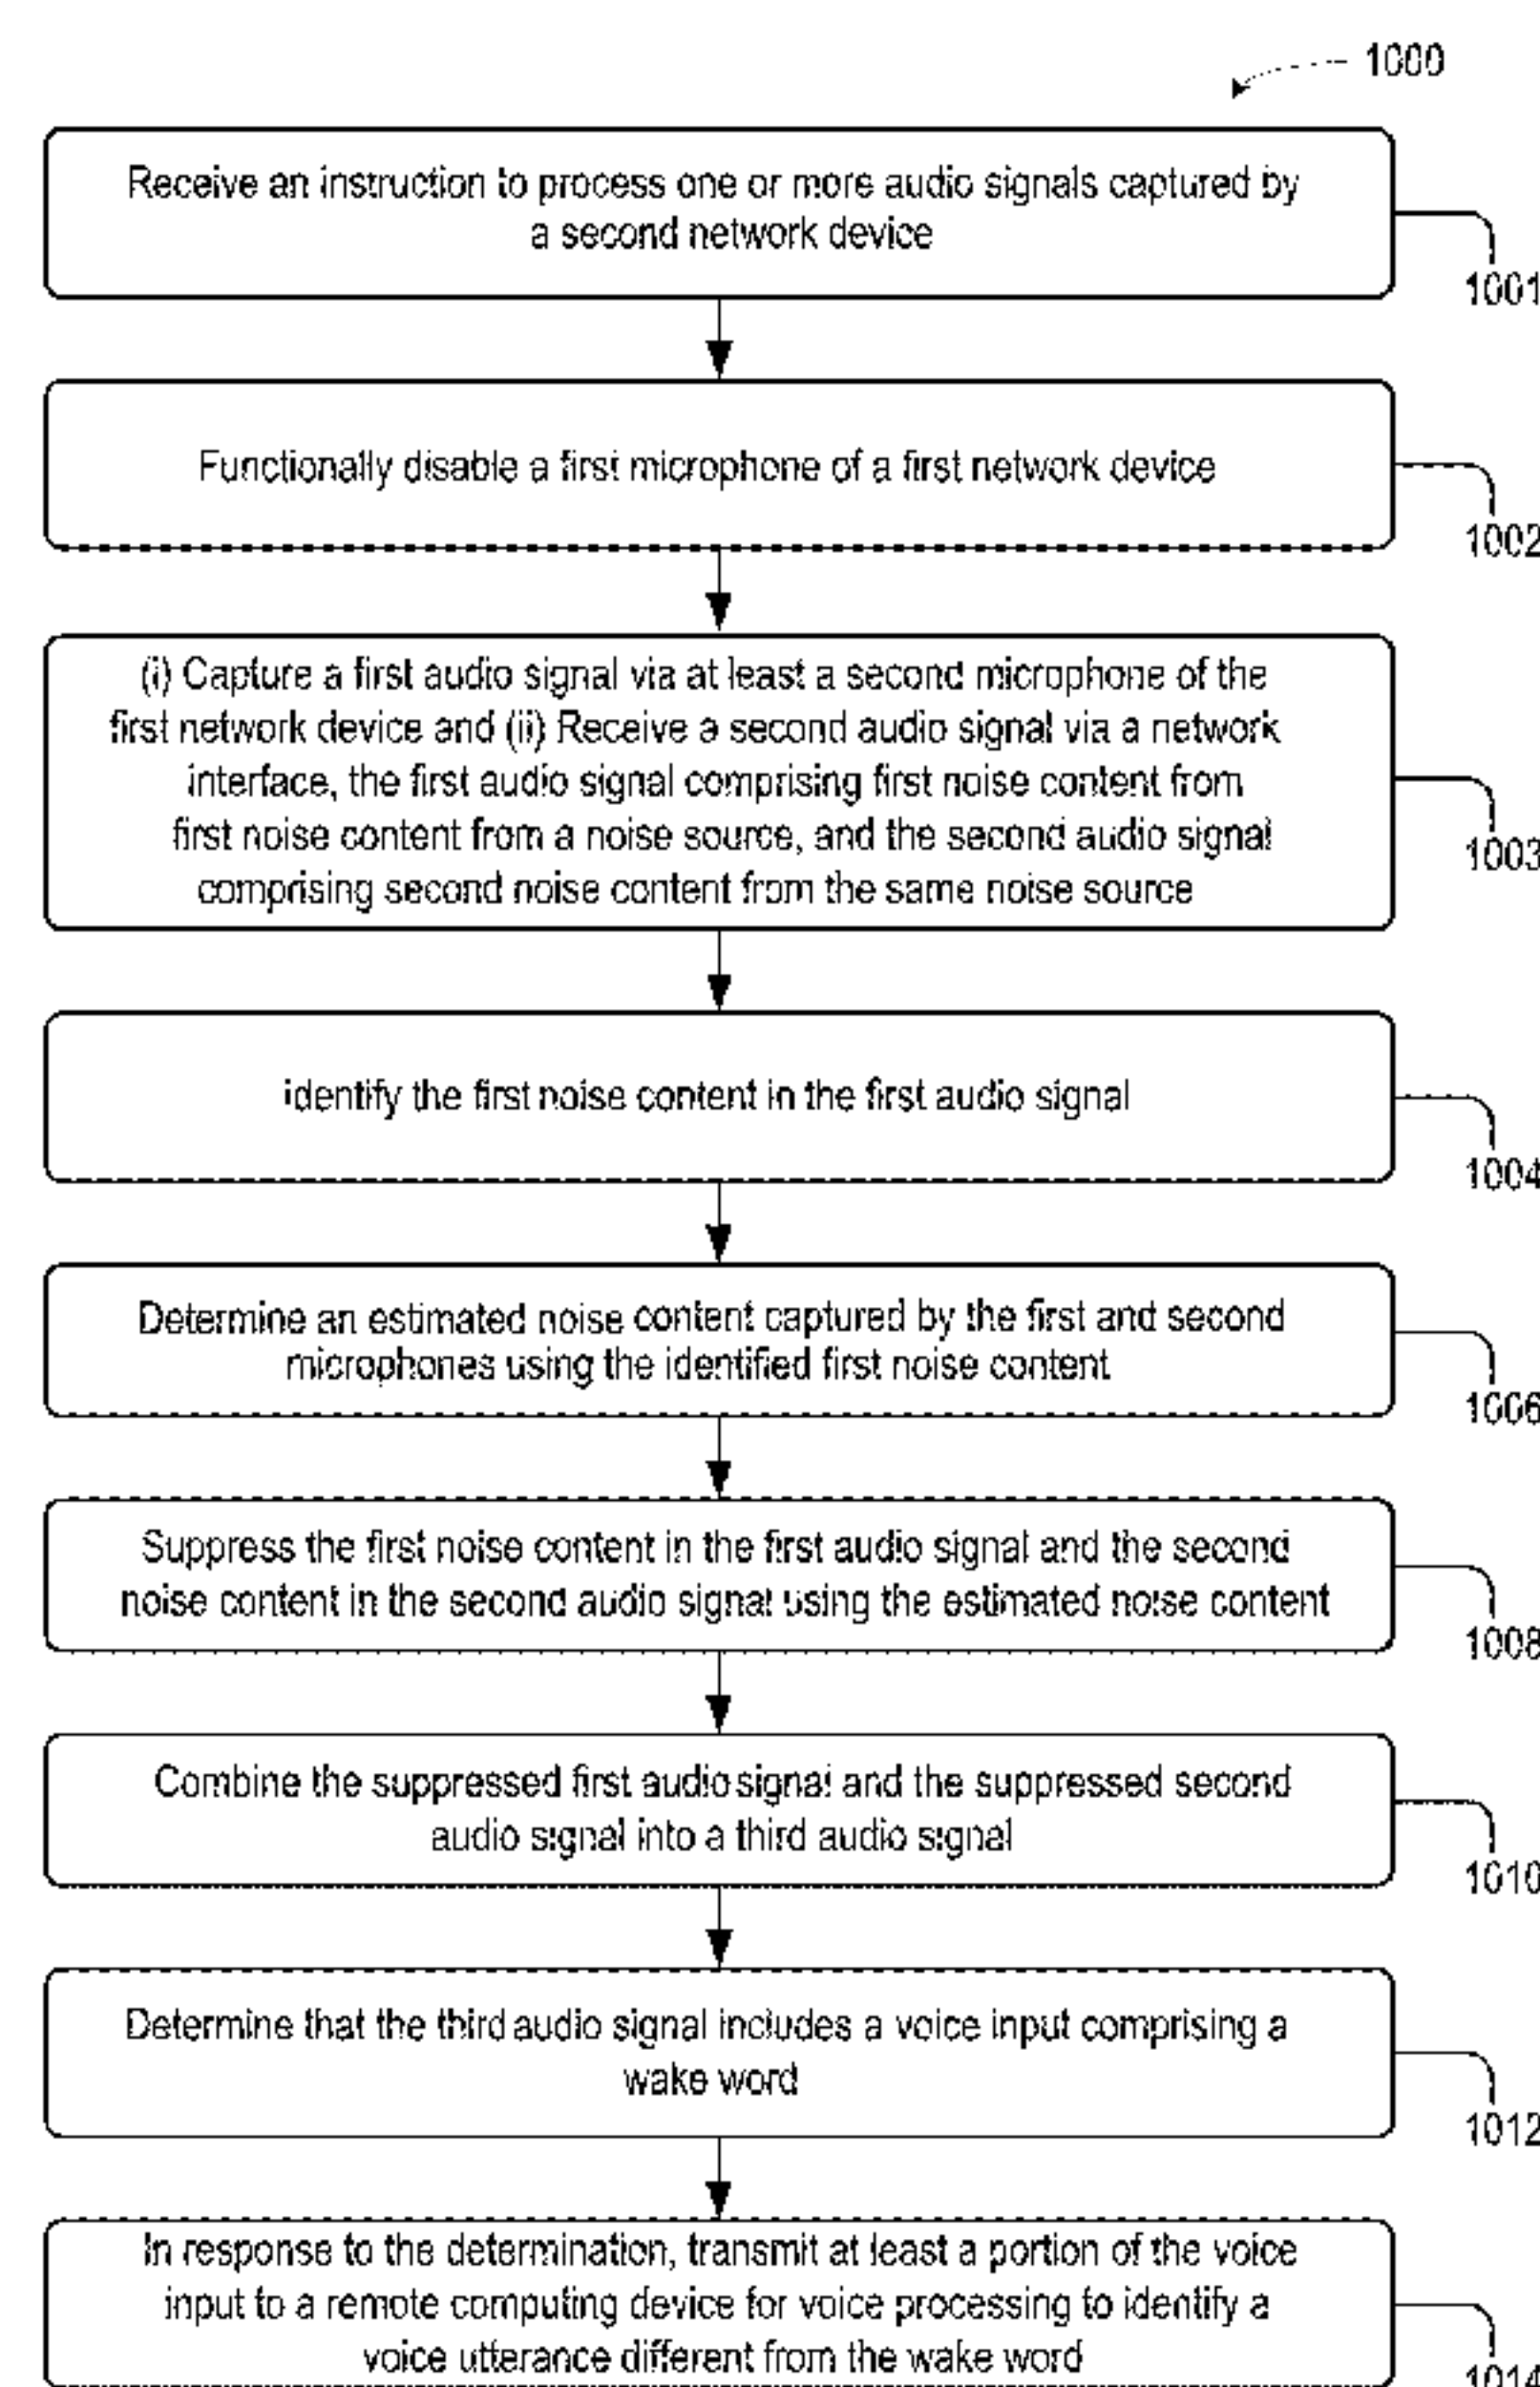 1000
Receive an instruction to process one or more audio signals captured by
a second network device
1001
Functionally disable a first microphone of a first network device
1002
(i) Capture a first audio signal via at least a second microphone of the
first network device and (ii) Receive a second audio signal via a network
interface, the first audio signal comprising first noise content from
first noise content from a noise source, and the second audio signal
comprising second noise content from the same noise source
1003
identify the first noise content in the first audio signal
1004
Determine an estimated noise content captured by the first and second
microphones using the identified first noise content
1006
Suppress the first noise content in the first audio signal and the second
noise content in the second audio signal using the estimated noise content
1008
Combine the suppressed first audio signal and the suppressed second
audio signal into a third audio signal
1010
Determine that the third audio signal includes a voice input comprising a
wake word
1012
In response to the determination, transmit at least a portion of the voice
input to a remote computing device for voice processing to identify a
voice utterance different from the wake word
1014